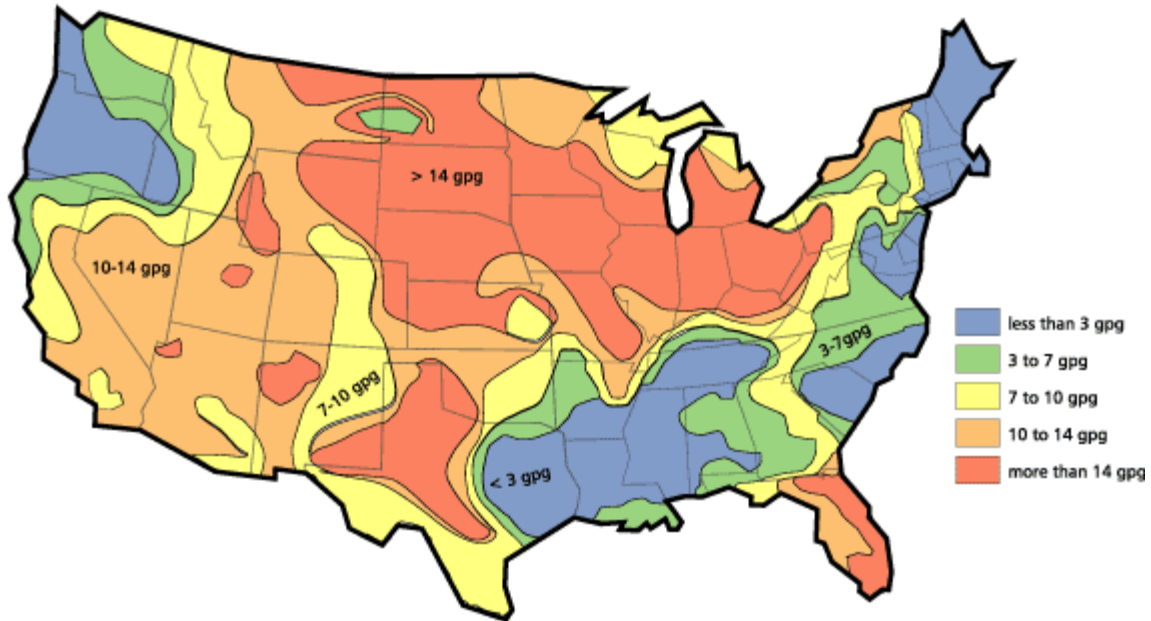 > 14 gpg
10-14 gpg
3-7gpg
7-10 gpg
< 3 gpg
less than 3 gpg
3 to 7 gpg
7 to 10 gpg
10 to 14 gpg
more than 14 gpg